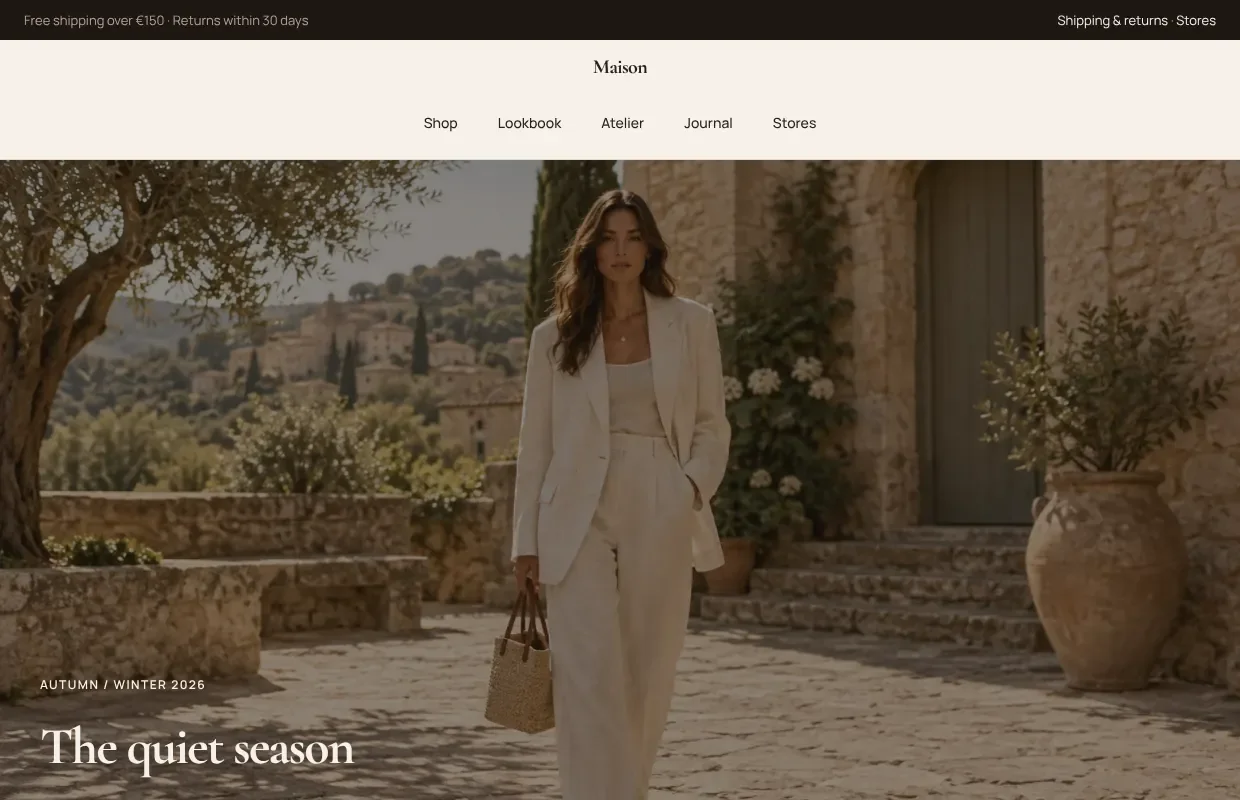 Free shipping over €150 · Returns within 30 days
Shipping & returns · Stores
Maison
Shop Lookbook Atelier Journal Stores
AUTUMN / WINTER 2026
The quiet season